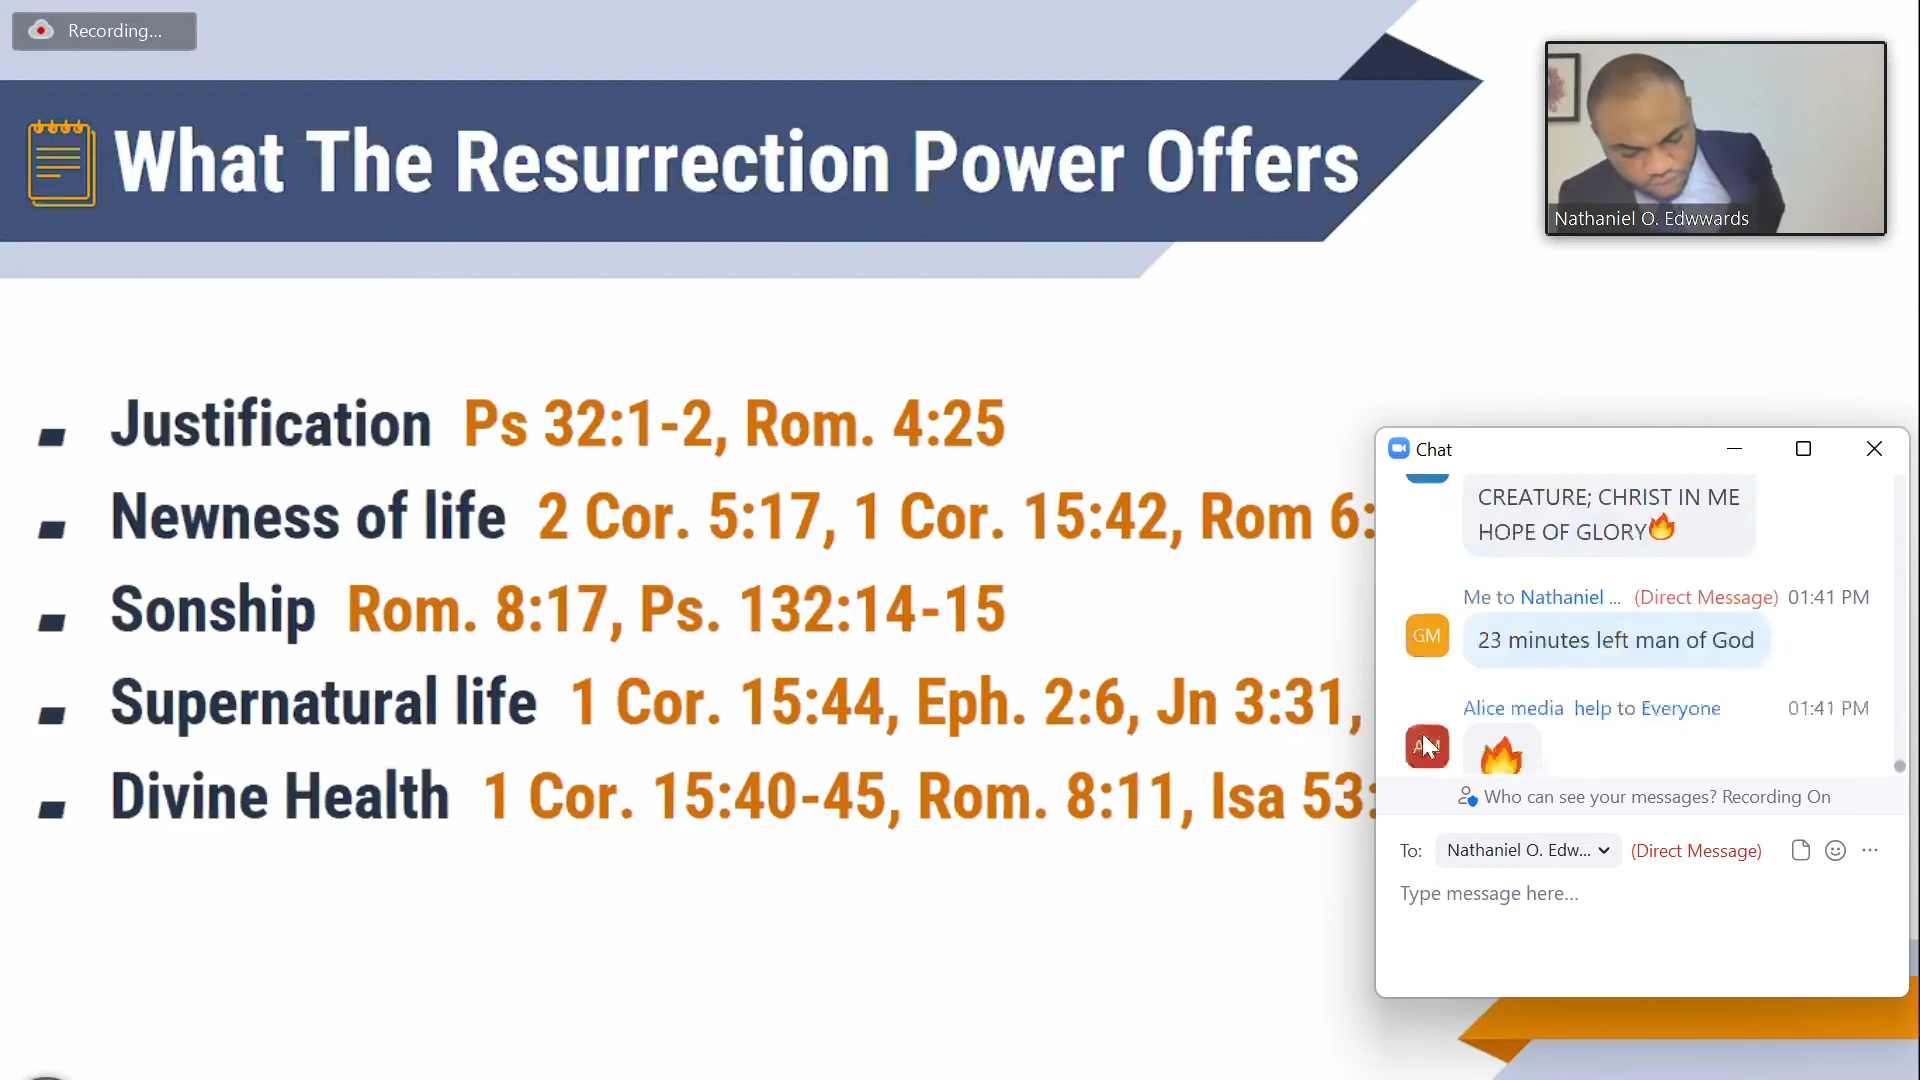 Recording...
What The Resurrection Power Offers
Nathaniel O. Edwwards
Justification Ps 32:1-2, Rom. 4:25
Newness of life 2 Cor. 5:17, 1 Cor. 15:42, Rom 6:
Sonship Rom. 8:17, Ps. 132:14-15
Supernatural life 1 Cor. 15:44, Eph. 2:6, Jn 3:31,
Divine Health 1 Cor. 15:40-45, Rom. 8:11, Isa 53:
Chat
CREATURE; CHRIST IN ME
HOPE OF GLORY🔥
Me to Nathaniel ... (Direct Message) 01:41 PM
GM
23 minutes left man of God
Alice media help to Everyone 01:41 PM
🔥
Who can see your messages? Recording On
To: Nathaniel O. Edw... (Direct Message)
Type message here...